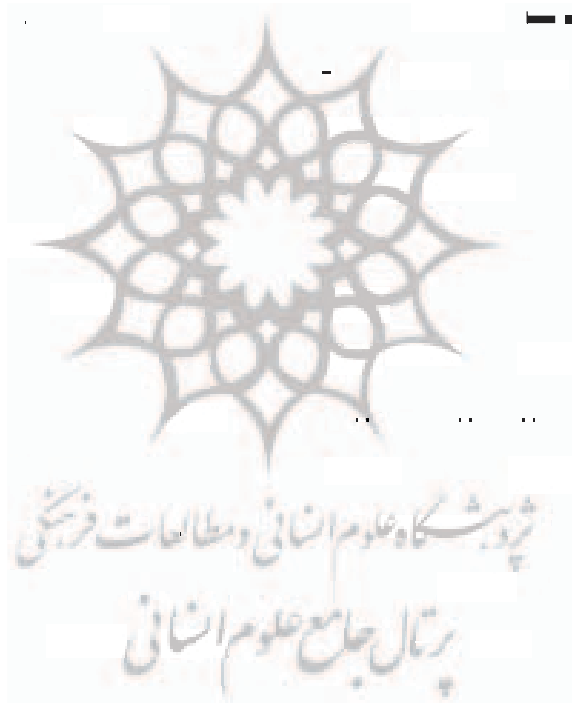 پژوهشگاه علوم انسانی و مطالعات فرهنگی
پرتال جامع علوم انسانی